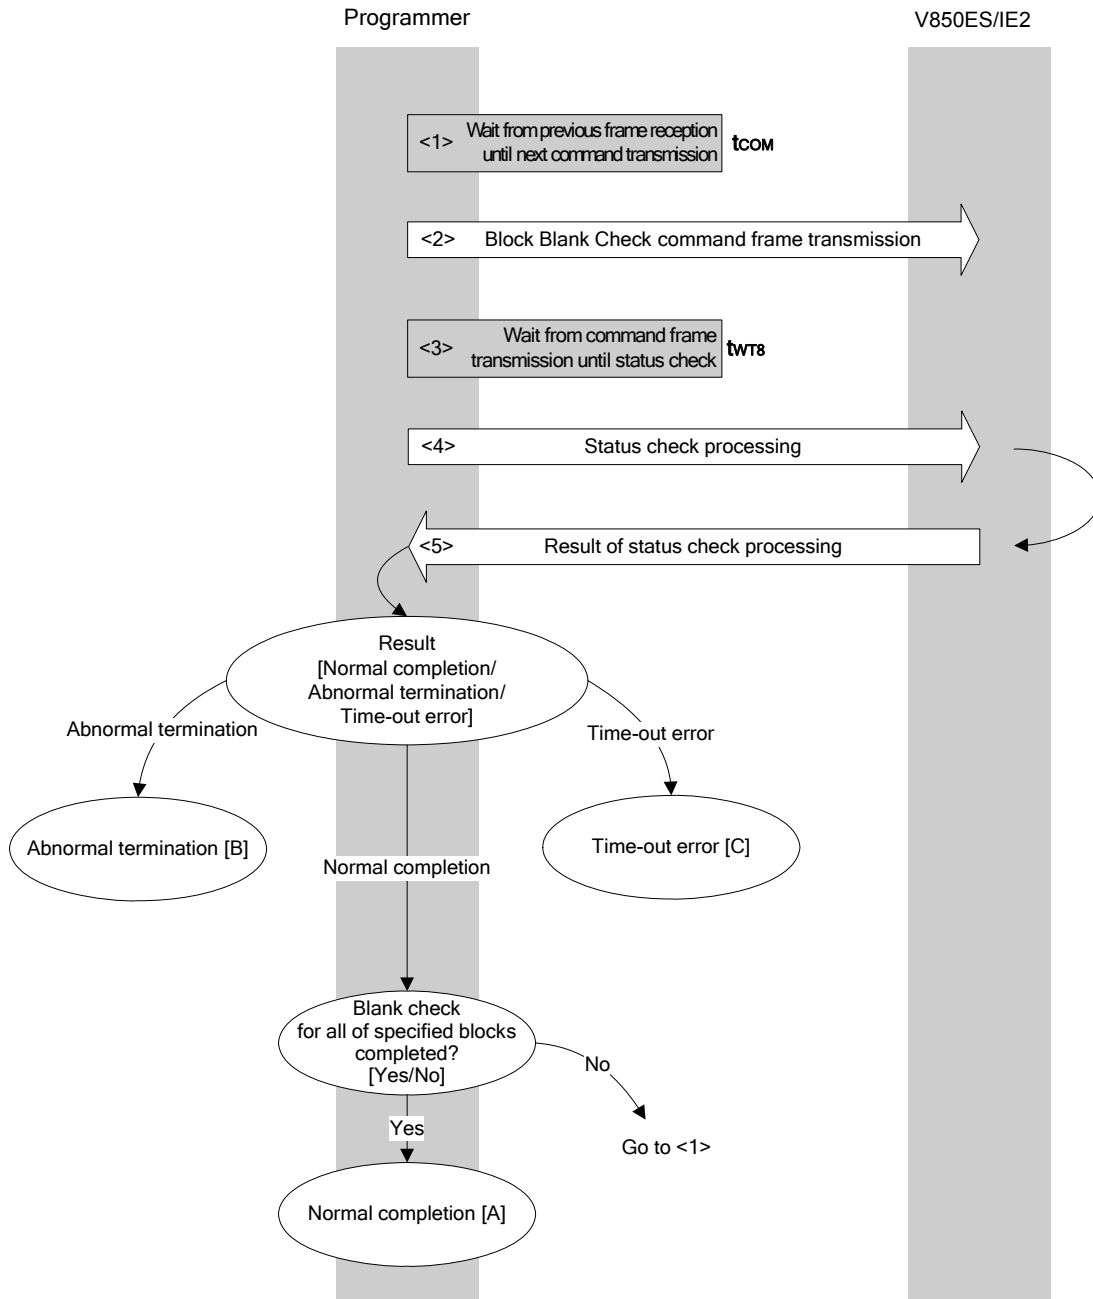 Programmer
V850ES/IE2
<1> Wait from previous frame reception
until next command transmission
tCOM
<2> Block Blank Check command frame transmission
<3> Wait from command frame
transmission until status check
tWT8
<4> Status check processing
<5> Result of status check processing
Result
[Normal completion/
Abnormal termination/
Time-out error]
Abnormal termination
Time-out error
Abnormal termination [B]
Time-out error [C]
Normal completion
Blank check
for all of specified blocks
completed?
[Yes/No]
No
Yes
Go to <1>
Normal completion [A]